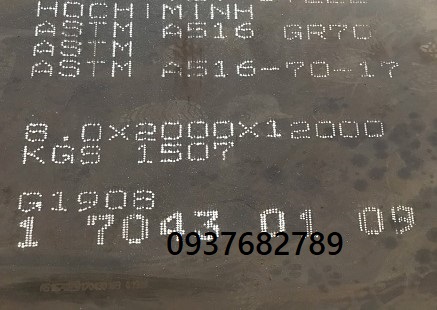 HOCHIMINH
ASTM A516 GR70
ASTM
ASTM A516-70-17
8.0X2000X12000
KGS 1507
G1908
1 7043 01 09
0937682789